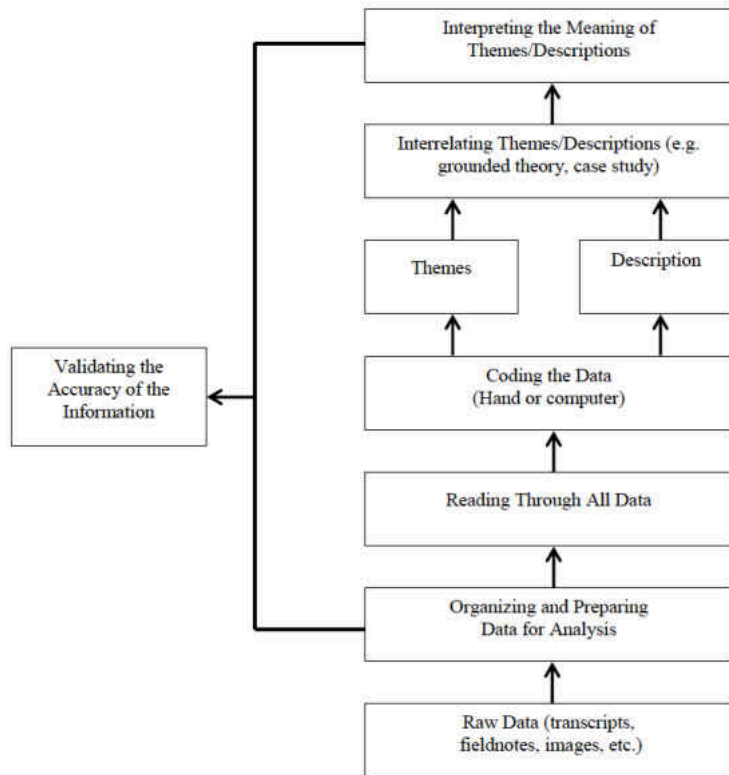 Interpreting the Meaning of
Themes/Descriptions
Interrelating Themes/Descriptions (e.g.
grounded theory, case study)
Themes
Description
Validating the
Accuracy of the
Information
Coding the Data
(Hand or computer)
Reading Through All Data
Organizing and Preparing
Data for Analysis
Raw Data (transcripts,
fieldnotes, images, etc.)